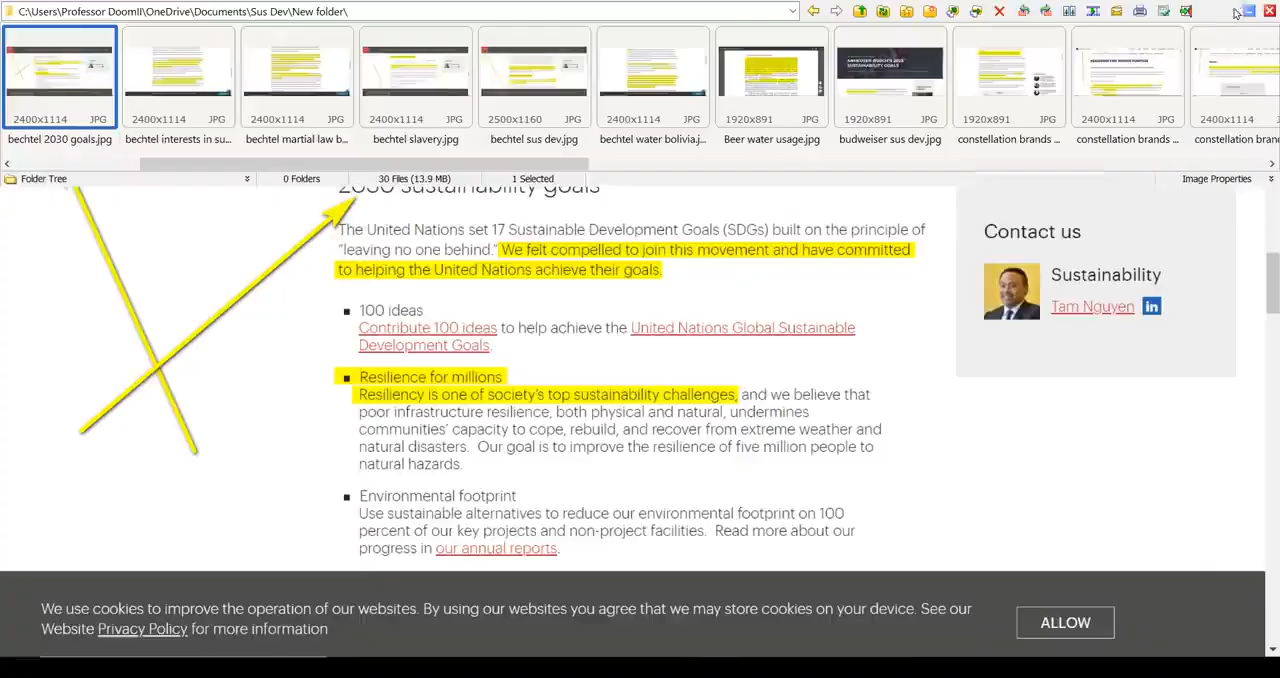 C:\Users\Professor DoomII\OneDrive\Documents\Sus Dev\New folder\
2400x1114 JPG
2400x1114 JPG
2400x1114 JPG
2400x1114 JPG
2500x1160 JPG
2400x1114 JPG
1920x891 JPG
1920x891 JPG
1920x891 JPG
2400x1114 JPG
2400x1114
bechtel 2030 goals.jpg
bechtel interests in su...
bechtel martial law b...
bechtel slavery.jpg
bechtel sus dev.jpg
bechtel water bolivia.j...
Beer water usage.jpg
budweiser sus dev.jpg
constellation brands ...
constellation brands ...
constellation bran
Folder Tree
0 Folders
30 Files (13.9 MB)
1 Selected
Image Properties
2030 sustainability goals
The United Nations set 17 Sustainable Development Goals (SDGs) built on the principle of
“leaving no one behind.” We felt compelled to join this movement and have committed
to helping the United Nations achieve their goals.
100 ideas
Contribute 100 ideas to help achieve the United Nations Global Sustainable
Development Goals.
Resilience for millions
Resiliency is one of society’s top sustainability challenges, and we believe that
poor infrastructure resilience, both physical and natural, undermines
communities’ capacity to cope, rebuild, and recover from extreme weather and
natural disasters. Our goal is to improve the resilience of five million people to
natural hazards.
Environmental footprint
Use sustainable alternatives to reduce our environmental footprint on 100
percent of our key projects and non-project facilities. Read more about our
progress in our annual reports.
Contact us
Sustainability
Tam Nguyen in
We use cookies to improve the operation of our websites. By using our websites you agree that we may store cookies on your device. See our
Website Privacy Policy for more information
ALLOW